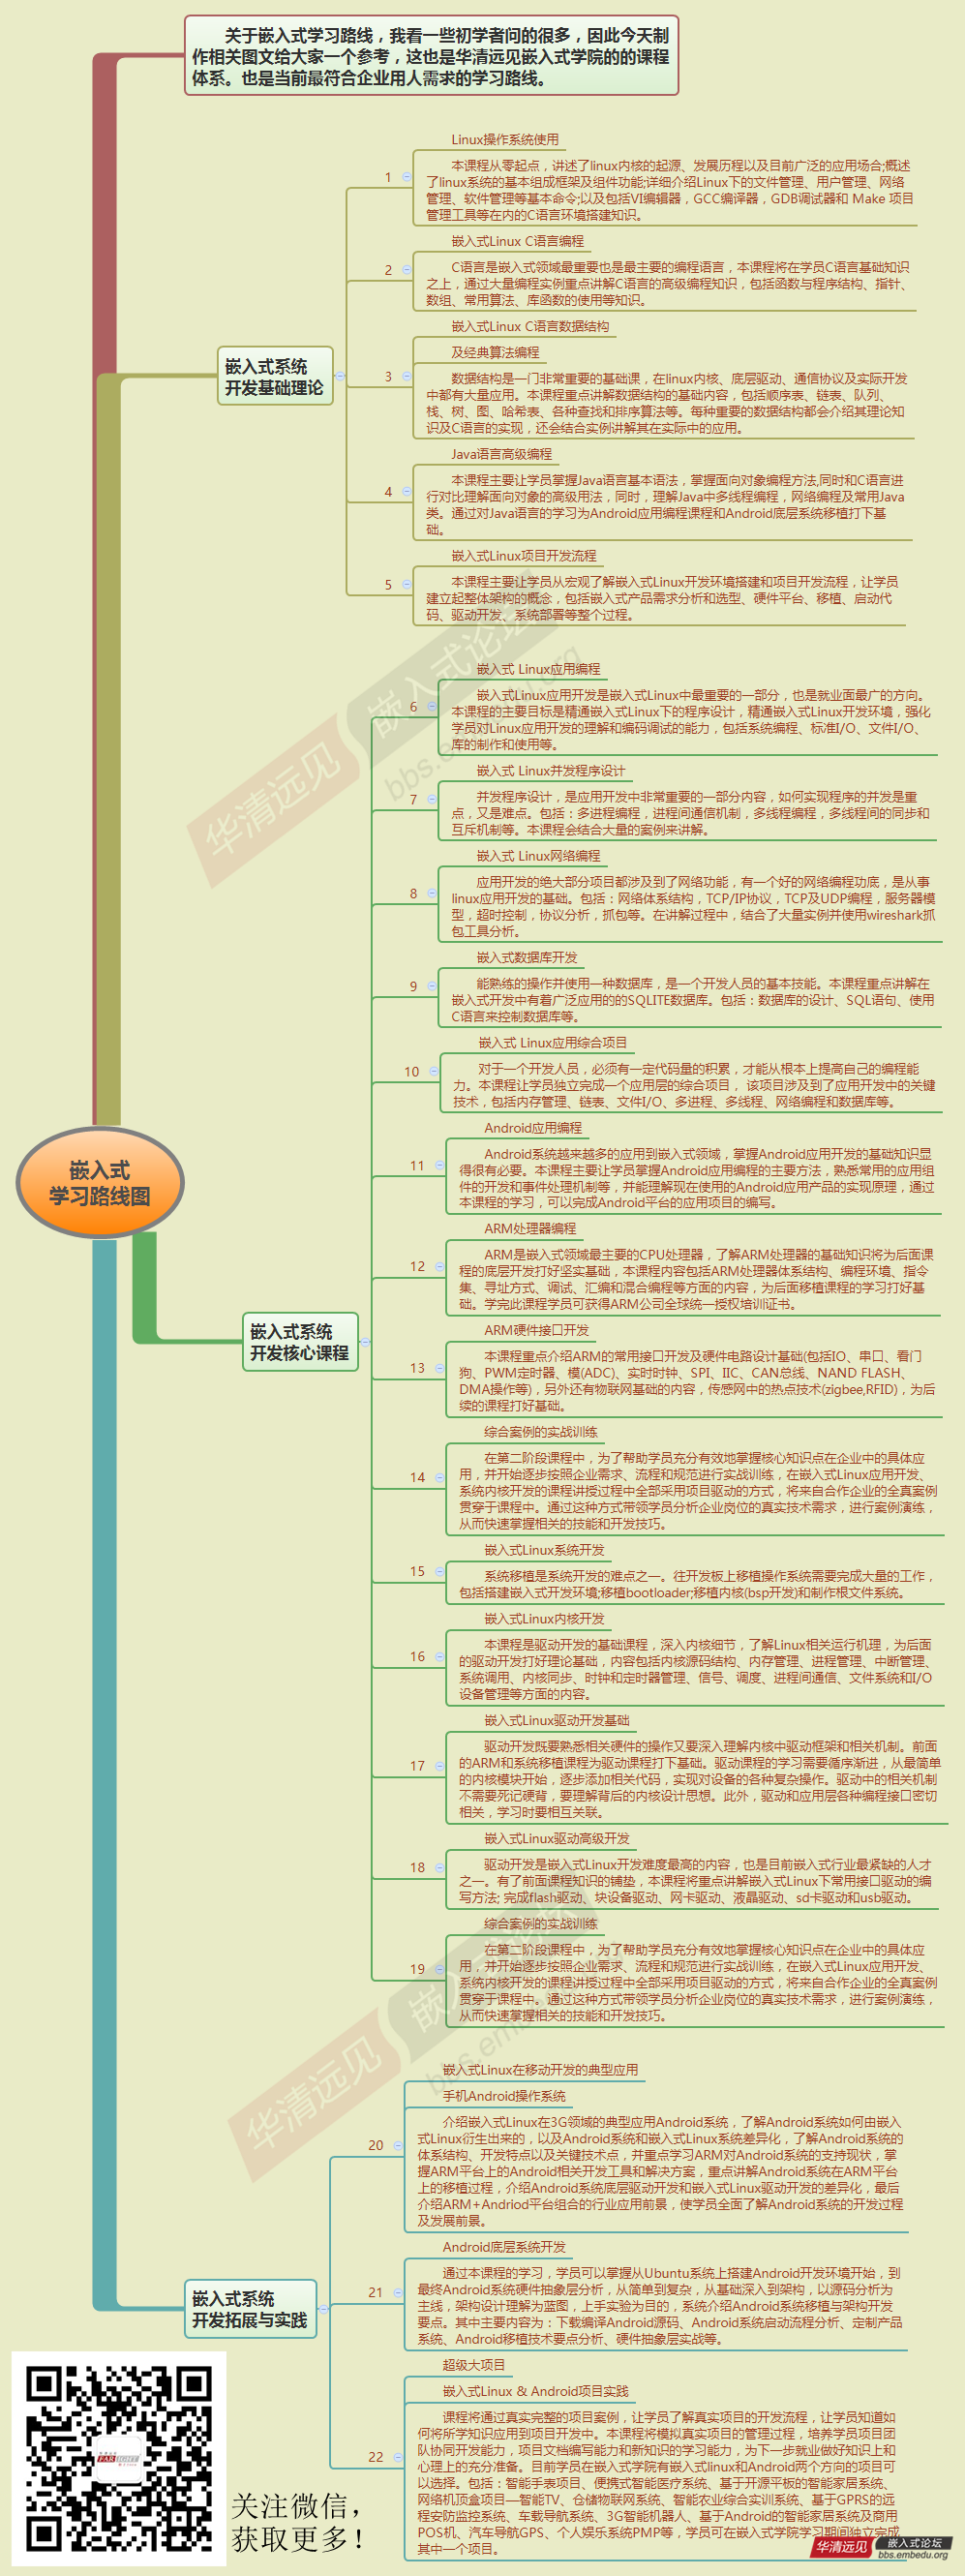 关于嵌入式学习路线，我看一些初学者问的很多，因此今天制
作相关图文给大家一个参考，这也是华清远见嵌入式学院的的课程
体系。也是当前最符合企业用人需求的学习路线。
嵌入式
学习路线图
嵌入式系统
开发基础理论
1
Linux操作系统使用
本课程从零起点，讲述了linux内核的起源、发展历程以及目前广泛的应用场合;概述
了linux系统的基本组成框架及组件功能;详细介绍Linux下的文件管理、用户管理、网络
管理、软件管理等基本命令;以及包括VI编辑器，GCC编译器，GDB调试器和 Make 项目
管理工具等在内的C语言环境搭建知识。
2
嵌入式Linux C语言编程
C语言是嵌入式领域最重要也是最主要的编程语言，本课程将在学员C语言基础知识
之上，通过大量编程实例重点讲解C语言的高级编程知识，包括函数与程序结构、指针、
数组、常用算法、库函数的使用等知识。
3
嵌入式Linux C语言数据结构
及经典算法编程
数据结构是一门非常重要的基础课，在linux内核、底层驱动、通信协议及实际开发
中都有大量应用。本课程重点讲解数据结构的基础内容，包括顺序表、链表、队列、
栈、树、图、哈希表、各种查找和排序算法等。每种重要的数据结构都会介绍其理论知
识及C语言的实现，还会结合实例讲解其在实际中的应用。
4
Java语言高级编程
本课程主要让学员掌握Java语言基本语法，掌握面向对象编程方法,同时和C语言进
行对比理解面向对象的高级用法，同时，理解Java中多线程编程，网络编程及常用Java
类。通过对Java语言的学习为Android应用编程课程和Android底层系统移植打下基
础。
5
嵌入式Linux项目开发流程
本课程主要让学员从宏观了解嵌入式Linux开发环境搭建和项目开发流程，让学员
建立起整体架构的概念，包括嵌入式产品需求分析和选型、硬件平台、移植、启动代
码、驱动开发、系统部署等整个过程。
嵌入式系统
开发核心课程
6
嵌入式 Linux应用编程
嵌入式Linux应用开发是嵌入式Linux中最重要的一部分，也是就业面最广的方向。
本课程的主要目标是精通嵌入式Linux下的程序设计，精通嵌入式Linux开发环境，强化
学员对Linux应用开发的理解和编码调试的能力，包括系统编程、标准I/O、文件I/O、
库的制作和使用等。
7
嵌入式 Linux并发程序设计
并发程序设计，是应用开发中非常重要的一部分内容，如何实现程序的并发是重
点，又是难点。包括：多进程编程，进程间通信机制，多线程编程，多线程间的同步和
互斥机制等。本课程会结合大量的案例来讲解。
8
嵌入式 Linux网络编程
应用开发的绝大部分项目都涉及到了网络功能，有一个好的网络编程功底，是从事
linux应用开发的基础。包括：网络体系结构，TCP/IP协议，TCP及UDP编程，服务器模
型，超时控制，协议分析，抓包等。在讲解过程中，结合了大量实例并使用wireshark抓
包工具分析。
9
嵌入式数据库开发
能熟练的操作并使用一种数据库，是一个开发人员的基本技能。本课程重点讲解在
嵌入式开发中有着广泛应用的的SQLITE数据库。包括：数据库的设计、SQL语句、使用
C语言来控制数据库等。
10
嵌入式 Linux应用综合项目
对于一个开发人员，必须有一定代码量的积累，才能从根本上提高自己的编程能
力。本课程让学员独立完成一个应用层的综合项目， 该项目涉及到了应用开发中的关键
技术，包括内存管理、链表、文件I/O、多进程、多线程、网络编程和数据库等。
11
Android应用编程
Android系统越来越多的应用到嵌入式领域，掌握Android应用开发的基础知识显
得很有必要。本课程主要让学员掌握Android应用编程的主要方法，熟悉常用的应用组
件的开发和事件处理机制等，并能理解现在使用的Android应用产品的实现原理，通过
本课程的学习，可以完成Android平台的应用项目的编写。
12
ARM处理器编程
ARM是嵌入式领域最主要的CPU处理器，了解ARM处理器的基础知识将为后面课
程的底层开发打好坚实基础，本课程内容包括ARM处理器体系结构、编程环境、指令
集、寻址方式、调试、汇编和混合编程等方面的内容，为后面移植课程的学习打好基
础。学完此课程学员可获得ARM公司全球统一授权培训证书。
13
ARM硬件接口开发
本课程重点介绍ARM的常用接口开发及硬件电路设计基础(包括IO、串口、看门
狗、PWM定时器、模(ADC)、实时时钟、SPI、IIC、CAN总线、NAND FLASH、
DMA操作等)，另外还有物联网基础的内容，传感网中的热点技术(zigbee,RFID)，为后
续的课程打好基础。
14
综合案例的实战训练
在第二阶段课程中，为了帮助学员充分有效地掌握核心知识点在企业中的具体应
用，并开始逐步按照企业需求、流程和规范进行实战训练，在嵌入式Linux应用开发、
系统内核开发的课程讲授过程中全部采用项目驱动的方式，将来自合作企业的全真案例
贯穿于课程中。通过这种方式带领学员分析企业岗位的真实技术需求，进行案例演练，
从而快速掌握相关的技能和开发技巧。
15
嵌入式Linux系统开发
系统移植是系统开发的难点之一。往开发板上移植操作系统需要完成大量的工作，
包括搭建嵌入式开发环境;移植bootloader;移植内核(bsp开发)和制作根文件系统。
16
嵌入式Linux内核开发
本课程是驱动开发的基础课程，深入内核细节，了解Linux相关运行机理，为后面
的驱动开发打好理论基础，内容包括内核源码结构、内存管理、进程管理、中断管理、
系统调用、内核同步、时钟和定时器管理、信号、调度、进程间通信、文件系统和I/O
设备管理等方面的内容。
17
嵌入式Linux驱动开发基础
驱动开发既要熟悉相关硬件的操作又要深入理解内核中驱动框架和相关机制。前面
的ARM和系统移植课程为驱动课程打下基础。驱动课程的学习需要循序渐进，从最简单
的内核模块开始，逐步添加相关代码，实现对设备的各种复杂操作。驱动中的相关机制
不需要死记硬背，要理解背后的内核设计思想。此外，驱动和应用层各种编程接口密切
相关，学习时要相互关联。
18
嵌入式Linux驱动高级开发
驱动开发是嵌入式Linux开发难度最高的内容，也是目前嵌入式行业最紧缺的人才
之一。有了前面课程知识的铺垫，本课程将重点讲解嵌入式Linux下常用接口驱动的编
写方法; 完成flash驱动、块设备驱动、网卡驱动、液晶驱动、sd卡驱动和usb驱动。
19
综合案例的实战训练
在第二阶段课程中，为了帮助学员充分有效地掌握核心知识点在企业中的具体应
用，并开始逐步按照企业需求、流程和规范进行实战训练，在嵌入式Linux应用开发、
系统内核开发的课程讲授过程中全部采用项目驱动的方式，将来自合作企业的全真案例
贯穿于课程中。通过这种方式带领学员分析企业岗位的真实技术需求，进行案例演练，
从而快速掌握相关的技能和开发技巧。
嵌入式系统
开发拓展与实践
20
嵌入式Linux在移动开发的典型应用
手机Android操作系统
介绍嵌入式Linux在3G领域的典型应用Android系统，了解Android系统如何由嵌入
式Linux衍生出来的，以及Android系统和嵌入式Linux系统差异化，了解Android系统的
体系结构、开发特点以及关键技术点，并重点学习ARM对Android系统的支持现状，掌
握ARM平台上的Android相关开发工具和解决方案，重点讲解Android系统在ARM平台
上的移植过程，介绍Android系统底层驱动开发和嵌入式Linux驱动开发的差异化，最后
介绍ARM+Andriod平台组合的行业应用前景，使学员全面了解Android系统的开发过程
及发展前景。
21
Android底层系统开发
通过本课程的学习，学员可以掌握从Ubuntu系统上搭建Android开发环境开始，到
最终Android系统硬件抽象层分析，从简单到复杂，从基础深入到架构，以源码分析为
主线，架构设计理解为蓝图，上手实验为目的，系统介绍Android系统移植与架构开发
要点。其中主要内容为：下载编译Android源码、Android系统启动流程分析、定制产品
系统、Android移植技术要点分析、硬件抽象层实战等。
22
超级大项目
嵌入式Linux & Android项目实践
课程将通过真实完整的项目案例，让学员了解真实项目的开发流程，让学员知道如
何将所学知识应用到项目开发中。本课程将模拟真实项目的管理过程，培养学员项目团
队协同开发能力，项目文档编写能力和新知识的学习能力，为下一步就业做好知识上和
心理上的充分准备。目前学员在嵌入式学院有嵌入式linux和Android两个方向的项目可
以选择。包括：智能手表项目、便携式智能医疗系统、基于开源平板的智能家居系统、
网络机顶盒项目—智能TV、仓储物联网系统、智能农业综合实训系统、基于GPRS的远
程安防监控系统、车载导航系统、3G智能机器人、基于Android的智能家居系统及商用
POS机、汽车导航GPS、个人娱乐系统PMP等，学员可在嵌入式学院学习期间独立完成
其中一个项目。
关注微信，
获取更多！
FARSIGHT
华清远见 嵌入式论坛
bbs.embedu.org
华清远见 嵌入式论坛
bbs.embedu.org
华清远见 嵌入式论坛
bbs.embedu.org